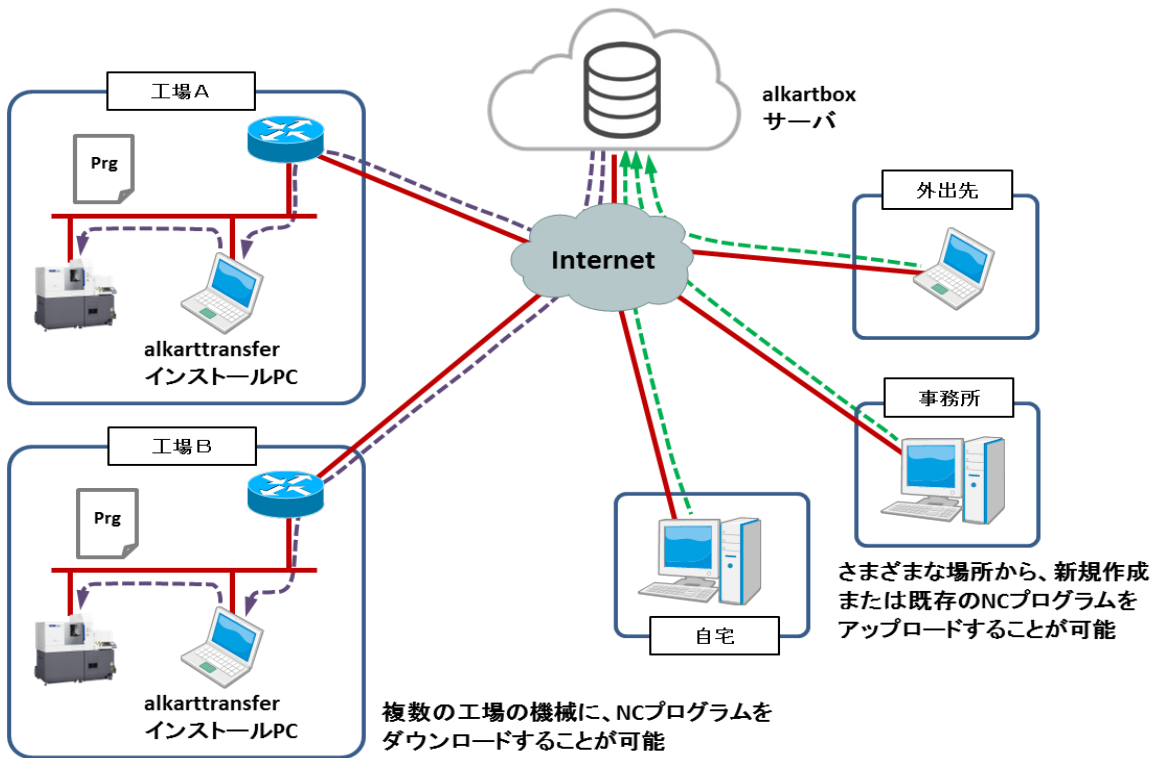 工場A
Prg
alkarttransfer
インストールPC
alkartbox
サーバ
Internet
外出先
事務所
さまざまな場所から、新規作成
または既存のNCプログラムを
アップロードすることが可能
自宅
工場B
Prg
alkarttransfer
インストールPC
複数の工場の機械に、NCプログラムを
ダウンロードすることが可能